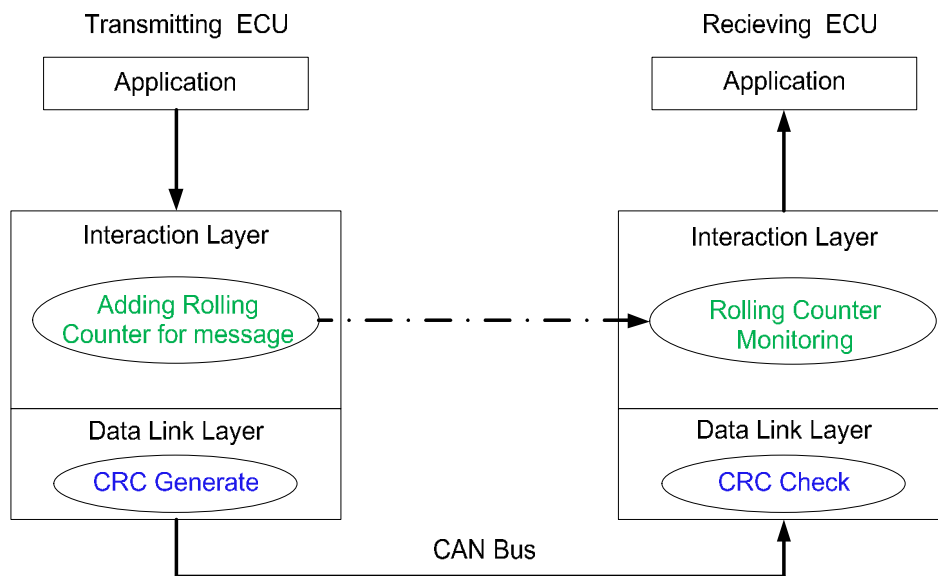 Transmitting ECU
Recieving ECU
Application
Application
Interaction Layer
Interaction Layer
Adding Rolling
Counter for message
Rolling Counter
Monitoring
Data Link Layer
Data Link Layer
CRC Generate
CRC Check
CAN Bus